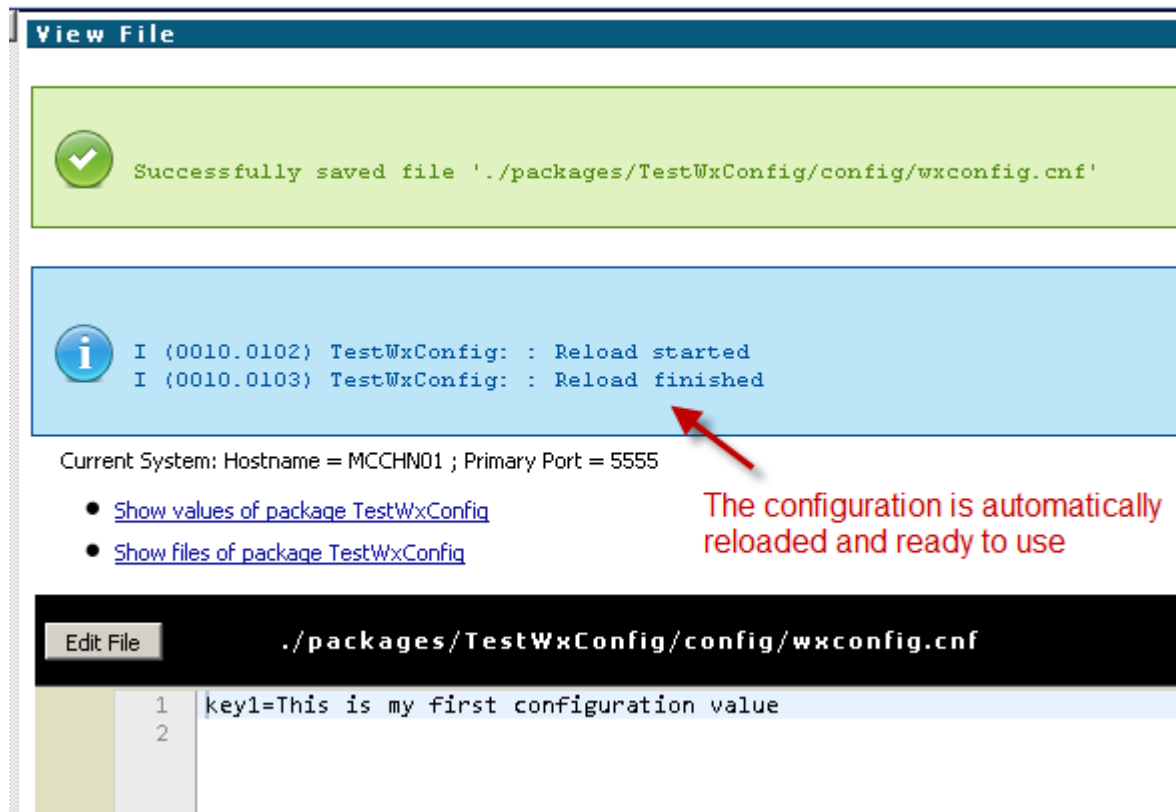 View File
Successfully saved file './packages/TestWxConfig/config/wxconfig.cnf'
I (0010.0102) TestWxConfig: : Reload started
I (0010.0103) TestWxConfig: : Reload finished
Current System: Hostname = MCCHN01 ; Primary Port = 5555
Show values of package TestWxConfig
Show files of package TestWxConfig
The configuration is automatically
reloaded and ready to use
Edit File ./packages/TestWxConfig/config/wxconfig.cnf
1 key1=This is my first configuration value
2